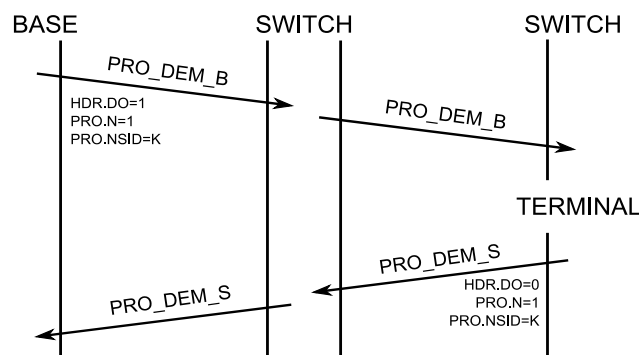 BASE
SWITCH
SWITCH
PRO_DEM_B
HDR.DO=1
PRO.N=1
PRO.NSID=K
PRO_DEM_B
TERMINAL
PRO_DEM_S
HDR.DO=0
PRO.N=1
PRO.NSID=K
PRO_DEM_S